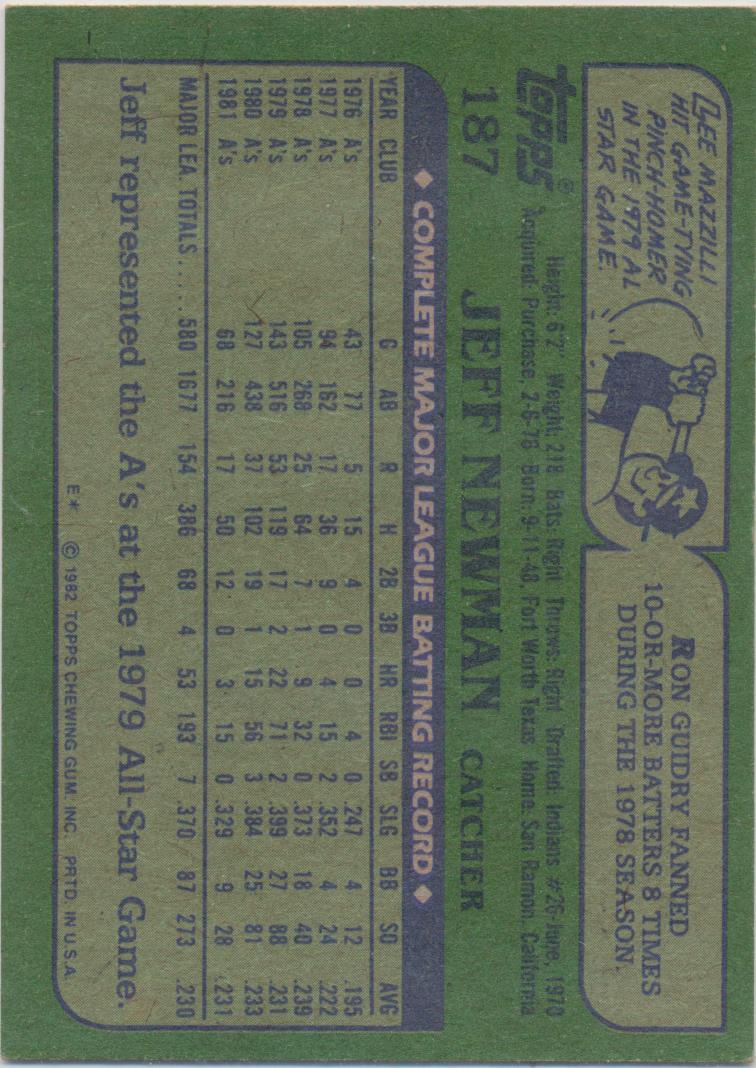 LEE MAZZILLI
HIT GAME-TYING
PINCH-HOMER
IN THE 1979 AL
STAR GAME.
RON GUIDRY FANNED
10-OR-MORE BATTERS 8 TIMES
DURING THE 1978 SEASON.
Topps®
Height: 6'2" Weight: 218 Bats: Right Throws: Right Drafted: Indians #26-June, 1970
Acquired: Purchase, 2-6-76 Born: 9-11-48, Fort Worth Texas Home: San Ramon, California
187 JEFF NEWMAN CATCHER
◆ COMPLETE MAJOR LEAGUE BATTING RECORD ◆
YEAR CLUB G AB R H 2B 3B HR RBI SB SLG BB SO AVG
1976 A's 43 77 5 15 4 0 0 4 0 .247 4 12 .195
1977 A's 94 162 17 36 9 0 4 15 2 .352 4 24 .222
1978 A's 105 268 25 64 7 1 9 32 0 .373 18 40 .239
1979 A's 143 516 53 119 17 2 22 71 2 .399 27 88 .231
1980 A's 127 438 37 102 19 1 15 56 3 .384 25 81 .233
1981 A's 68 216 17 50 12 0 3 15 0 .329 9 28 .231
MAJOR LEA. TOTALS..... 580 1677 154 386 68 4 53 193 7 .370 87 273 .230
Jeff represented the A's at the 1979 All-Star Game.
E* © 1982 TOPPS CHEWING GUM, INC. PRTD. IN U.S.A.